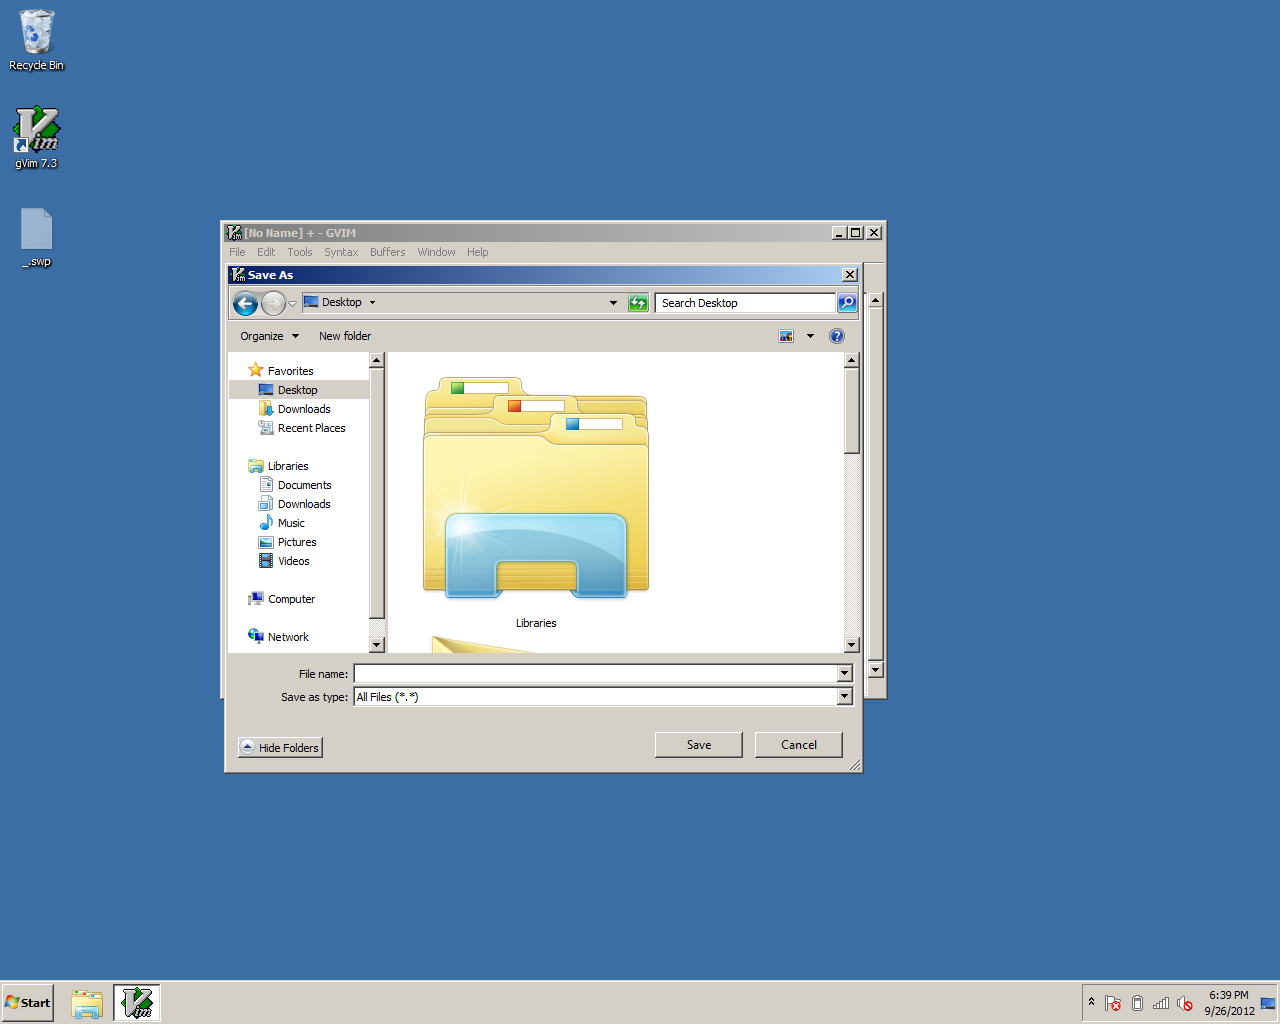 Recycle Bin
gVim 7.3
_.swp
[No Name] + - GVIM
File Edit Tools Syntax Buffers Window Help
Save As
Desktop
Search Desktop
Organize
New folder
Favorites
Desktop
Downloads
Recent Places
Libraries
Documents
Downloads
Music
Pictures
Videos
Computer
Network
Libraries
File name:
Save as type: All Files (*.*)
Hide Folders
Save
Cancel
Start
6:39 PM
9/26/2012